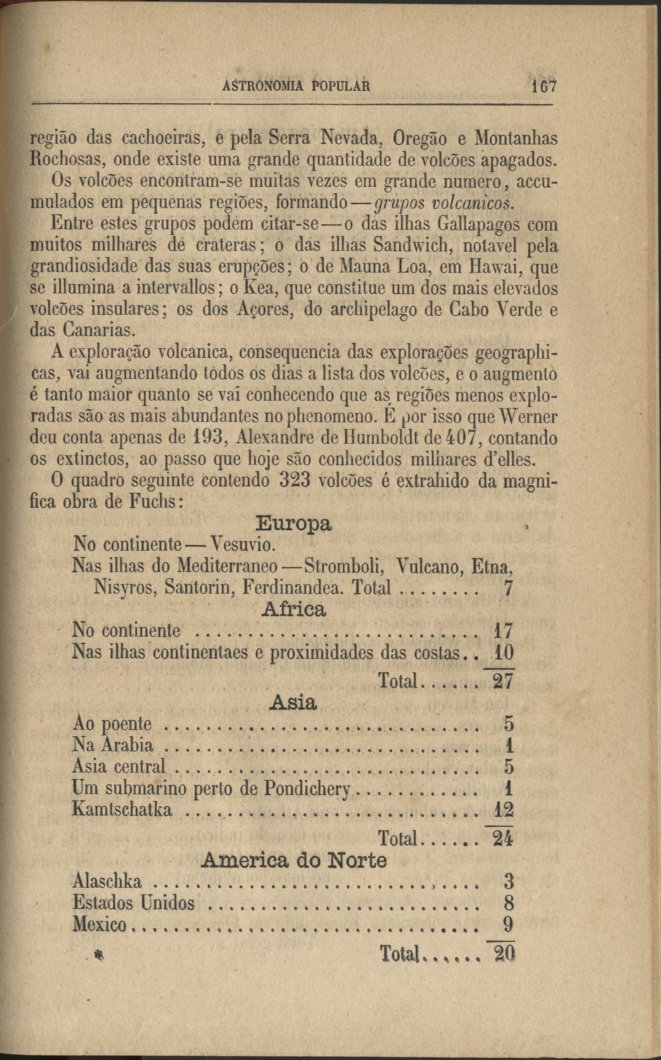 ASTRONOMIA POPULAR 167
região das cachoeiras, e pela Serra Nevada, Oregão e Montanhas
Rochosas, onde existe uma grande quantidade de volcões apagados.
Os volcões encontram-se muitas vezes em grande numero, accu-
mulados em pequenas regiões, formando—grupos volcanicos.
Entre estes grupos podem citar-se—o das ilhas Gallapagos com
muitos milhares de crateras; o das ilhas Sandwich, notavel pela
grandiosidade das suas erupções; o de Mauna Loa, em Hawai, que
se illumina a intervallos; o Kea, que constitue um dos mais elevados
volcões insulares; os dos Açores, do archipelago de Cabo Verde e
das Canarias.
A exploração volcanica, consequencia das explorações geographi-
cas, vai augmentando todos os dias a lista dos volcões, e o augmento
é tanto maior quanto se vai conhecendo que as regiões menos explo-
radas são as mais abundantes no phenomeno. É por isso que Werner
deu conta apenas de 193, Alexandre de Humboldt de 407, contando
os extinctos, ao passo que hoje são conhecidos milhares d'elles.
O quadro seguinte contendo 323 volcões é extrahido da magni-
fica obra de Fuchs:
Europa
No continente—Vesuvio.
Nas ilhas do Mediterraneo—Stromboli, Vulcano, Etna,
Nisyros, Santorin, Ferdinandea. Total ........ 7
Africa
No continente ........................... 17
Nas ilhas continentaes e proximidades das costas.. 10
Total...... 27
Asia
Ao poente .............................. 5
Na Arabia .............................. 1
Asia central ............................. 5
Um submarino perto de Pondichery............ 1
Kamtschatka ............................ 12
Total...... 24
America do Norte
Alaschka ............................... 3
Estados Unidos .......................... 8
Mexico................................. 9
* Total...... 20